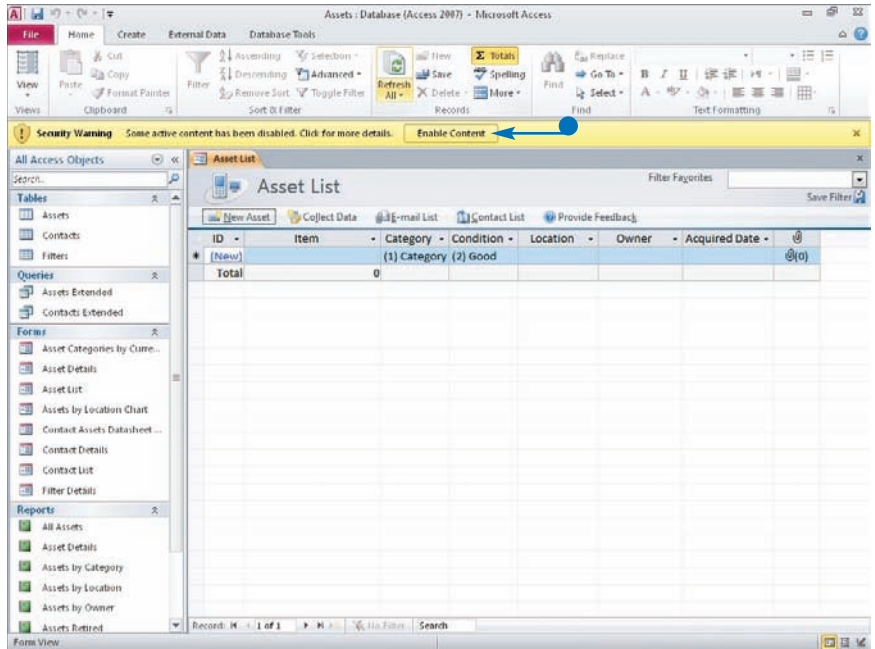 Assets : Database (Access 2007) - Microsoft Access
File Home Create External Data Database Tools
View Paste Cut Copy Format Painter
Filter Ascending Descending Remove Sort Selection Advanced Toggle Filter
Refresh All New Save Delete Totals Spelling More
Find Replace Go To Select
B I U
A
Views Clipboard Sort & Filter Records Find Text Formatting
Security Warning Some active content has been disabled. Click for more details. Enable Content
All Access Objects
Search..
Tables
Assets
Contacts
Filters
Queries
Assets Extended
Contacts Extended
Forms
Asset Categories by Curre...
Asset Details
Asset List
Assets by Location Chart
Contact Assets Datasheet ...
Contact Details
Contact List
Filter Details
Reports
All Assets
Asset Details
Assets by Category
Assets by Location
Assets by Owner
Assets Retired
Asset List
Asset List
Filter Favorites
Save Filter
New Asset Collect Data E-mail List Contact List Provide Feedback
ID Item Category Condition Location Owner Acquired Date
* (New) (1) Category (2) Good (0)
Total 0
Record: 1 of 1 No Filter Search
Form View